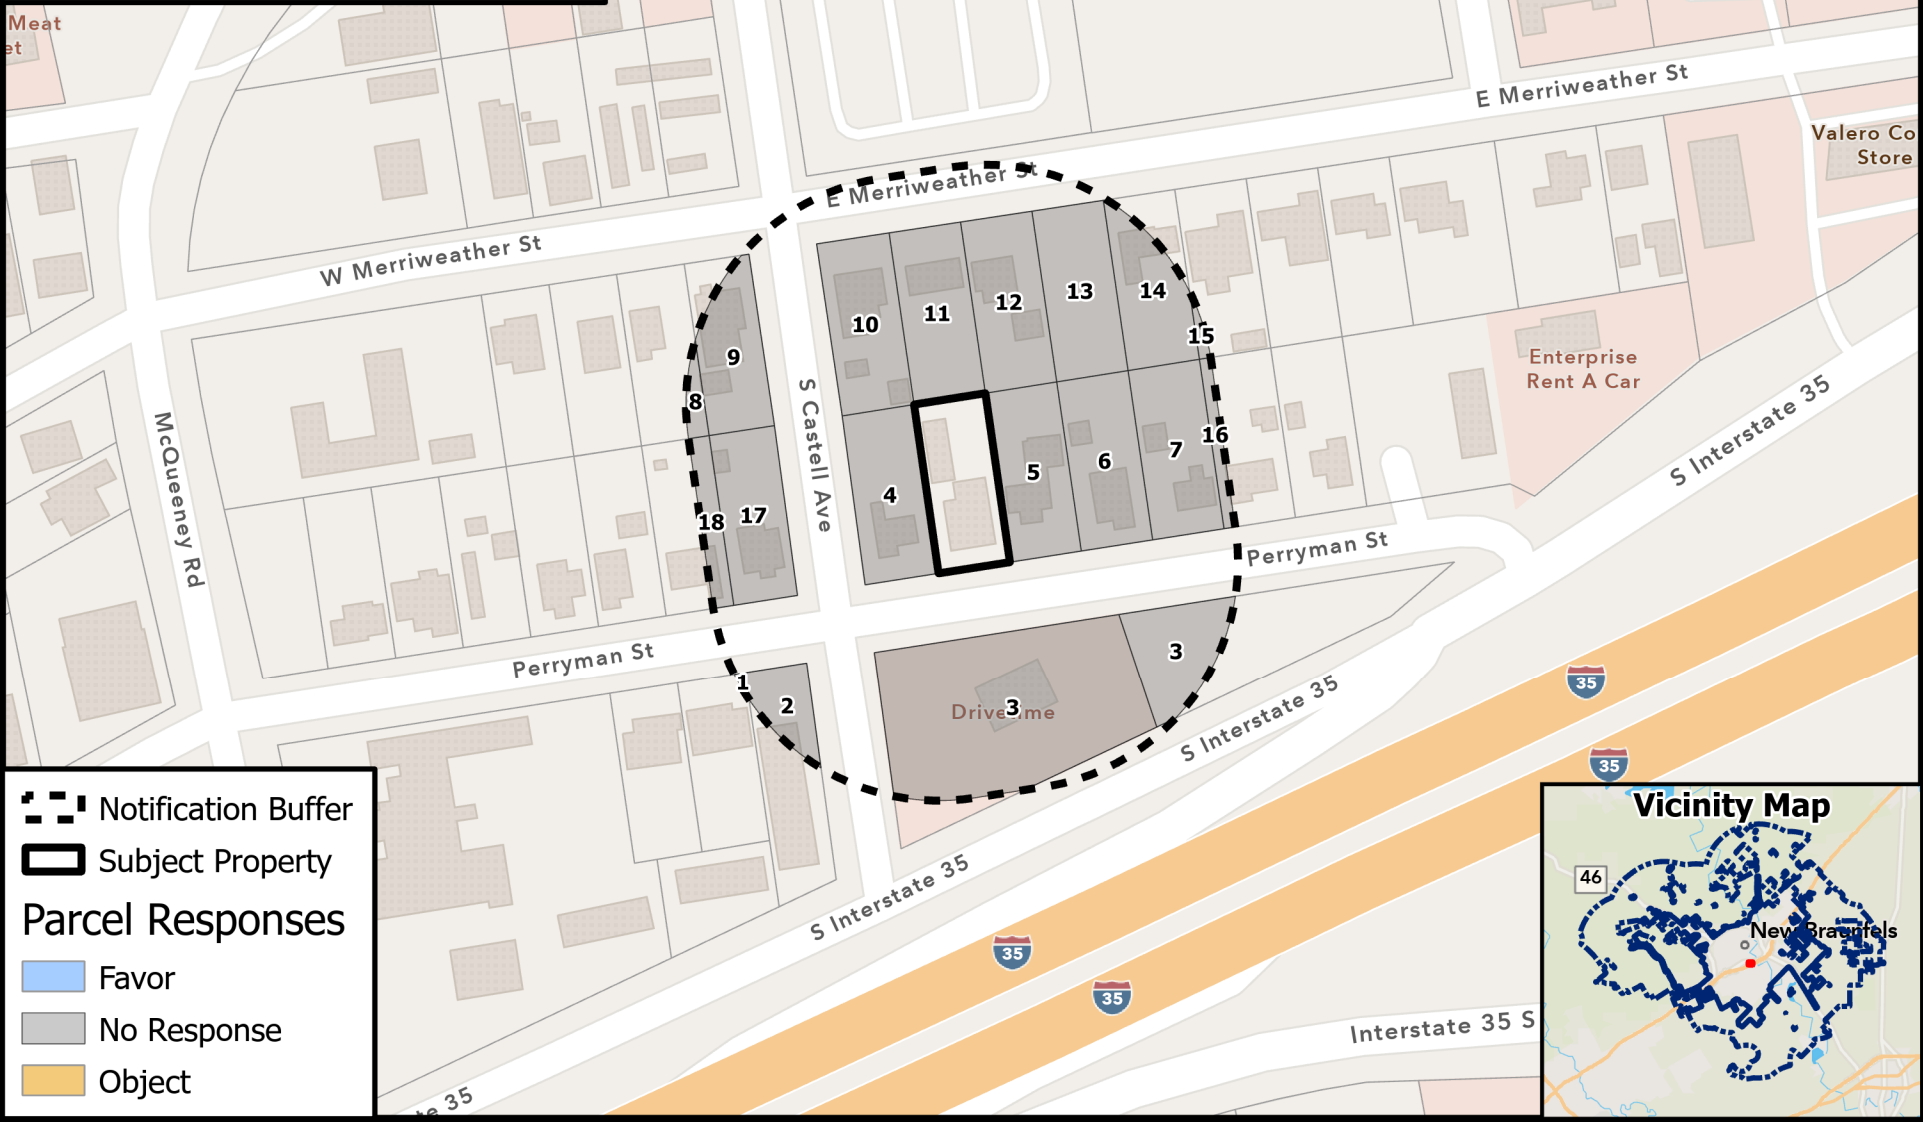 Meat
et
E Merriweather St
Valero Co
Store
E Merriweather St
W Merriweather St
10
11
12
13
14
15
9
8
Enterprise
Rent A Car
S Castell Ave
McQueeney Rd
S Interstate 35
4
5
6
7
16
17
18
Perryman St
Perryman St
1
2
3
3
S Interstate 35
35
35
S Interstate 35
35
35
Interstate 35 S
te 35
Notification Buffer
Subject Property
Parcel Responses
Favor
No Response
Object
Vicinity Map
46
New Braunfels